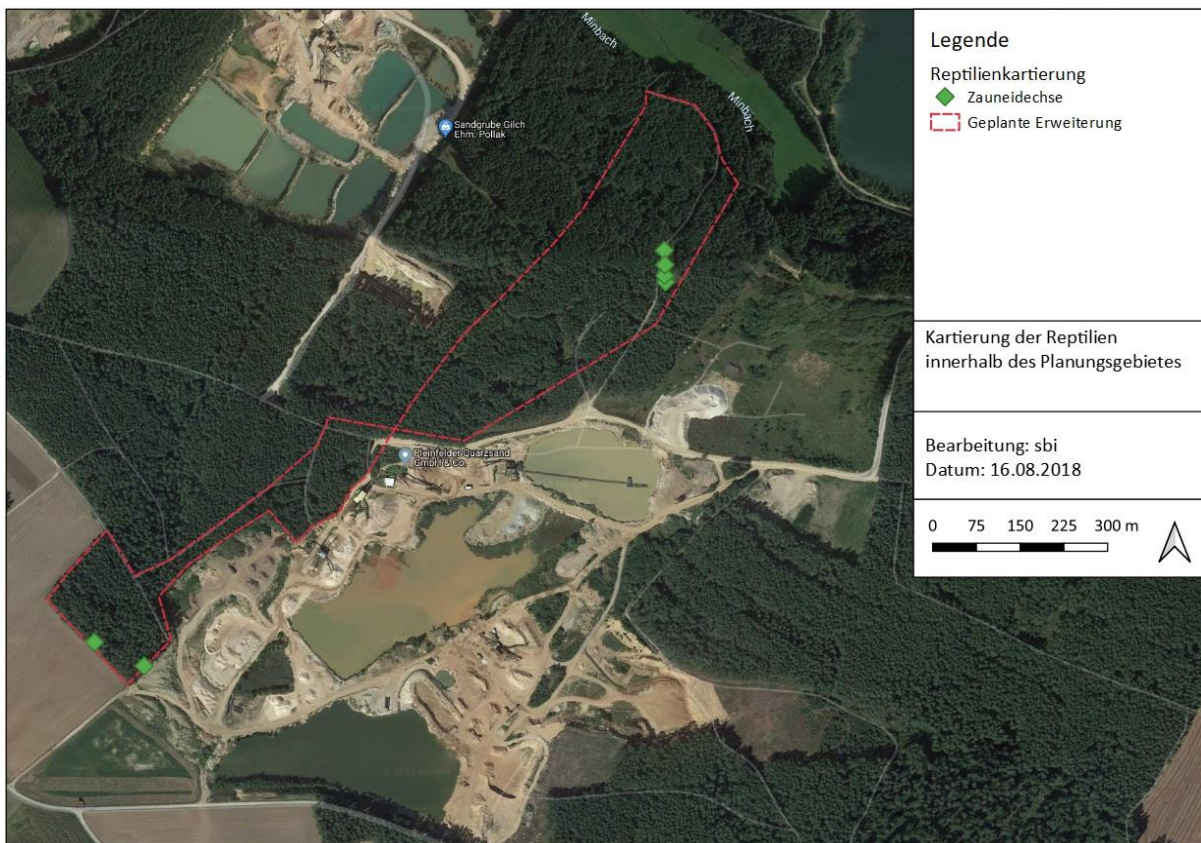 Minbach
Minbach
Sandgrube Gilch
Ehm. Pollak
Pleinfelder Quarzsand
GmbH & Co.
Legende
Reptilienkartierung
Zauneidechse
Geplante Erweiterung
Kartierung der Reptilien
innerhalb des Planungsgebietes
Bearbeitung: sbi
Datum: 16.08.2018
0 75 150 225 300 m